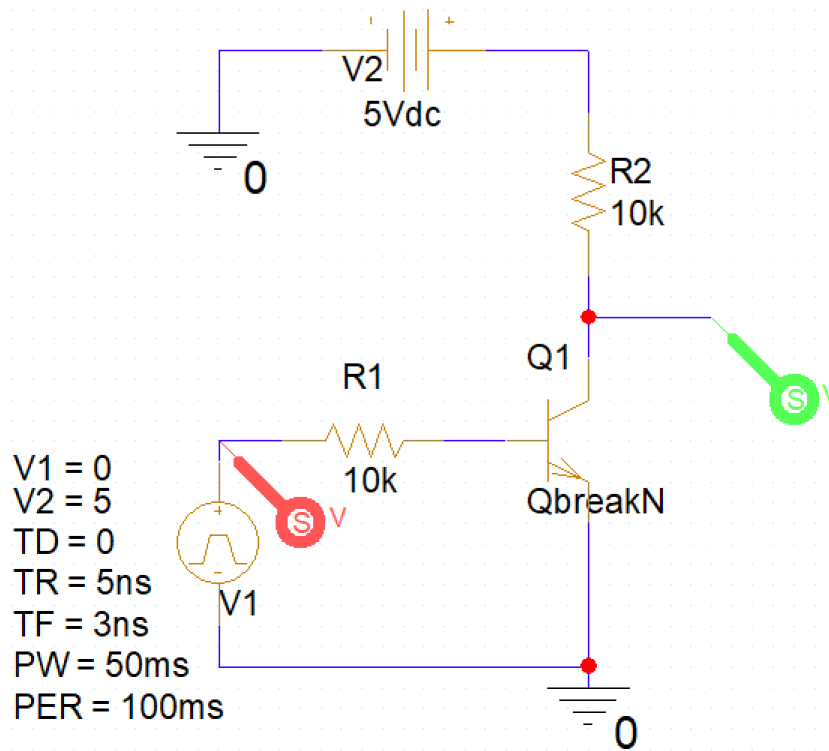 V2
5Vdc
0
R2
10k
Q1
R1
10k
QbreakN
S V
S V
V1 = 0
V2 = 5
TD = 0
TR = 5ns
TF = 3ns
PW = 50ms
PER = 100ms
V1
0